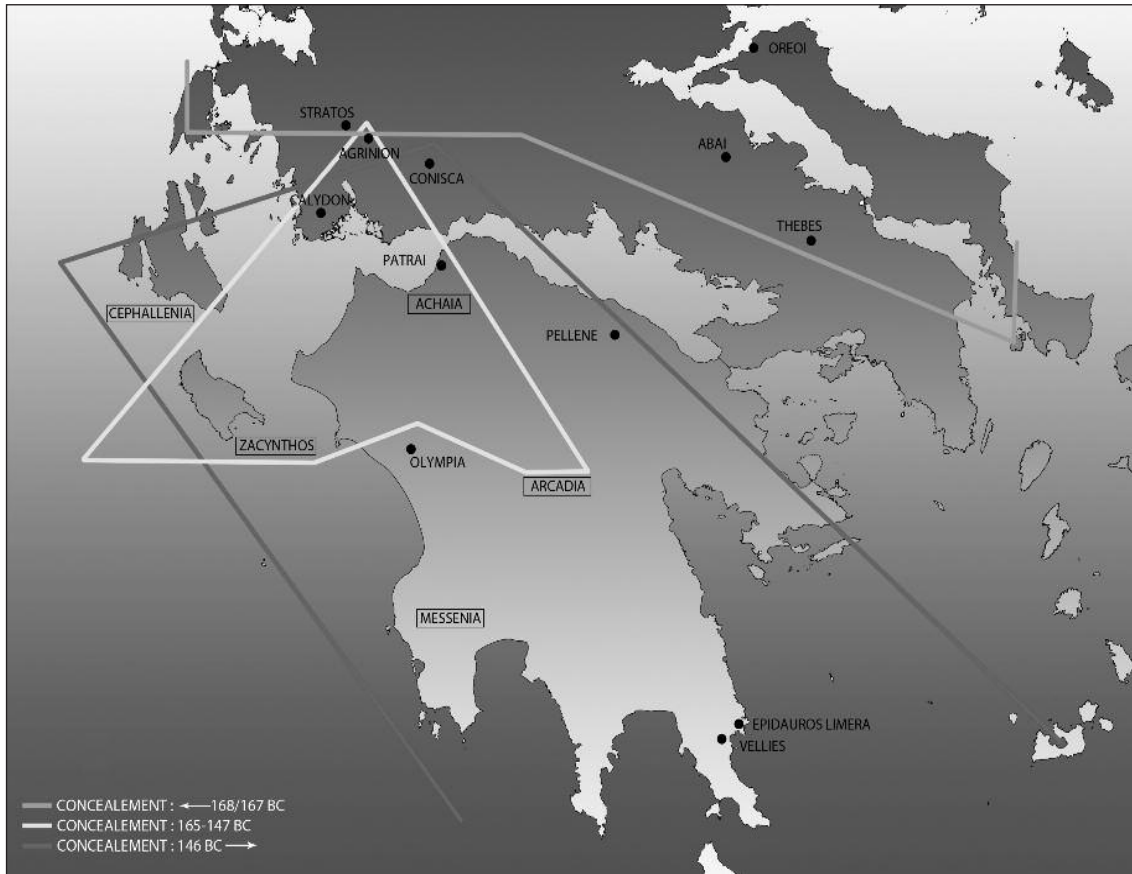 OREOI
STRATOS
AGRINION
ABAI
CONISCA
CALYDON
THEBES
PATRAI
ACHAIA
CEPHALLENIA
PELLENE
ZACYNTHOS
OLYMPIA
ARCADIA
MESSENIA
EPIDAUROS LIMERA
VELLIES
CONCEALEMENT : ←168/167 BC
CONCEALEMENT : 165-147 BC
CONCEALEMENT : 146 BC →